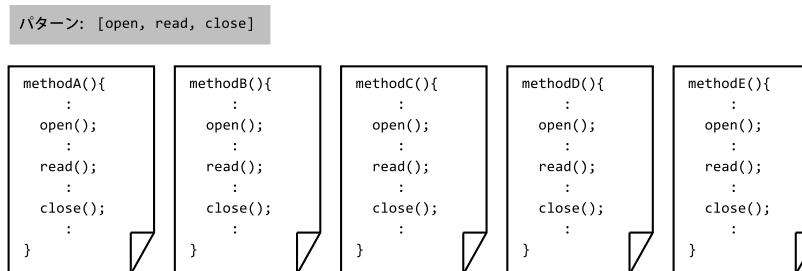 パターン: [open, read, close]
methodA(){
:
open();
:
read();
:
close();
:
}
methodB(){
:
open();
:
read();
:
close();
:
}
methodC(){
:
open();
:
read();
:
close();
:
}
methodD(){
:
open();
:
read();
:
close();
:
}
methodE(){
:
open();
:
read();
:
close();
:
}